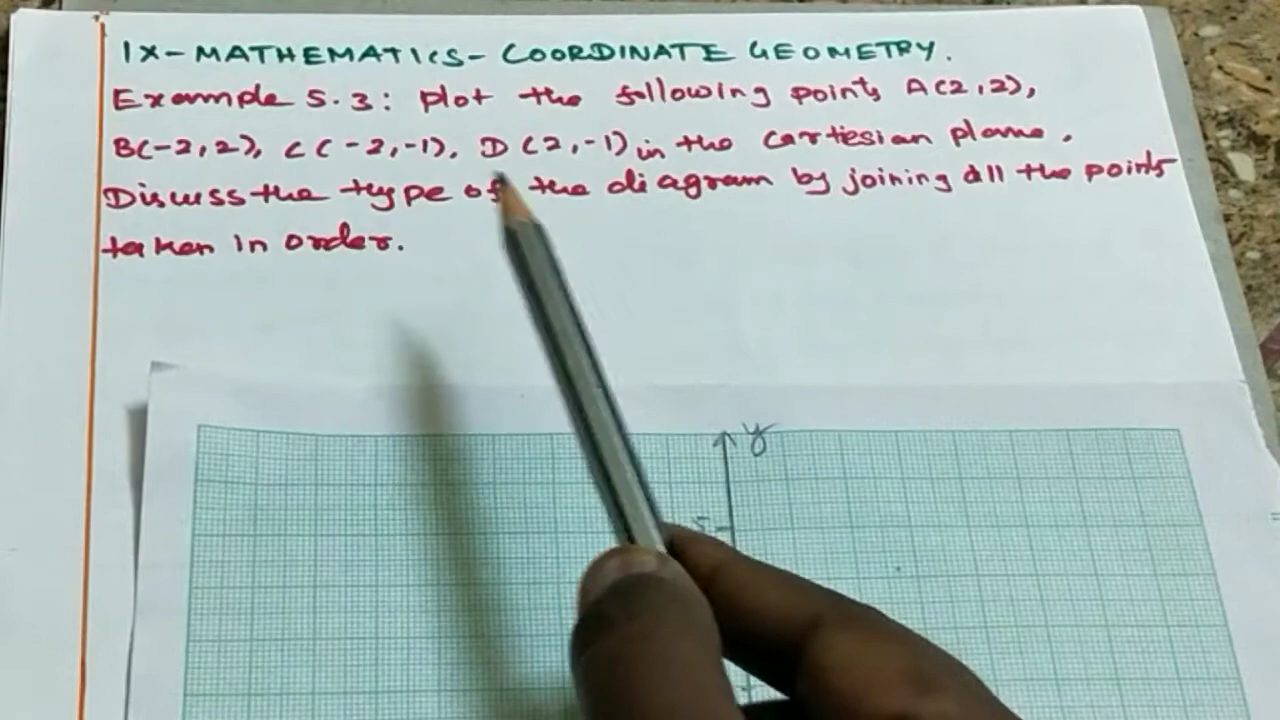 IX-MATHEMATICS-COORDINATE GEOMETRY.
Example 5.3: plot the following points A(2,2),
B(-2,2), C(-2,-1), D(2,-1) in the cartesian plane.
Discuss the type of the diagram by joining all the points
taken in order.
y
5